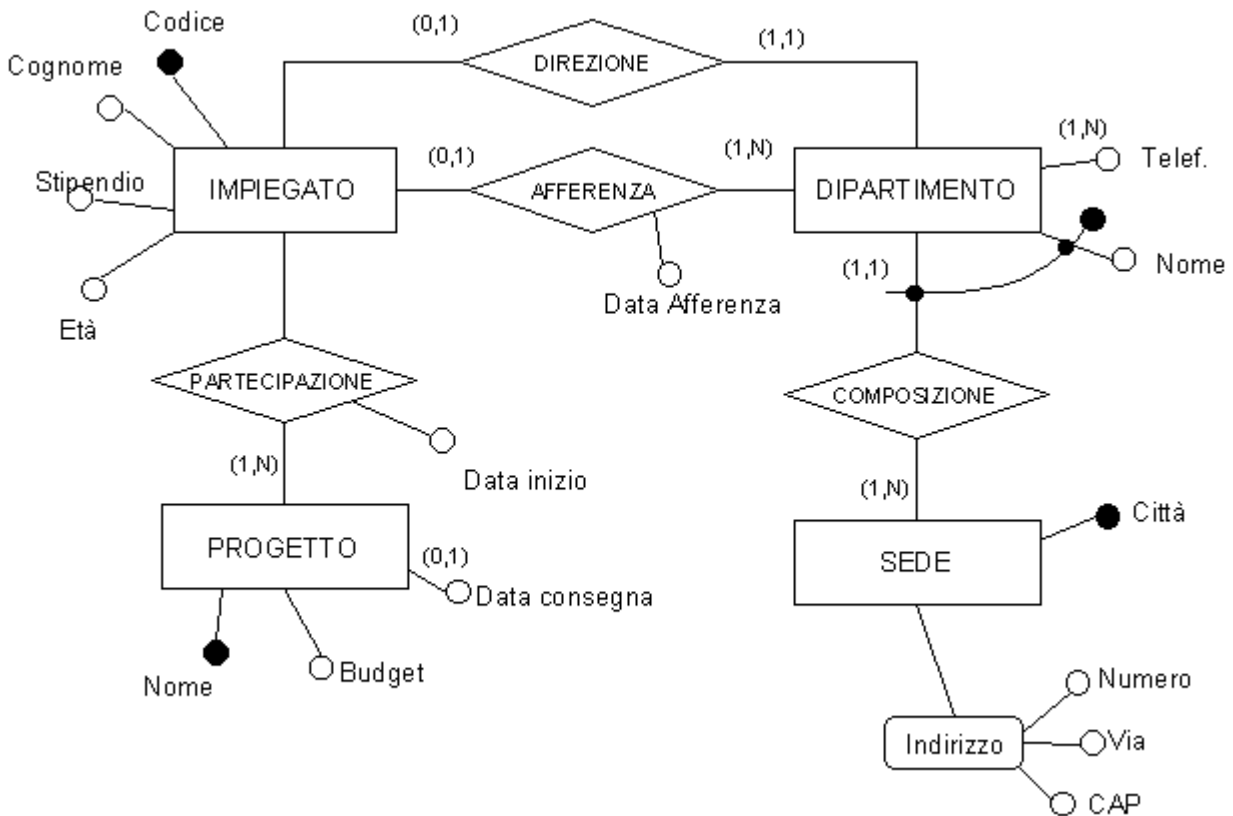 Codice
(0,1)
(1,1)
DIREZIONE
Cognome
(0,1)
(1,N)
(1,N)
Telef.
Stipendio
IMPIEGATO
AFFERENZA
DIPARTIMENTO
(1,1)
Nome
Data Afferenza
Età
PARTECIPAZIONE
COMPOSIZIONE
(1,N)
Data inizio
(1,N)
Città
PROGETTO
(0,1)
SEDE
Data consegna
Nome
Budget
Numero
Indirizzo
Via
CAP